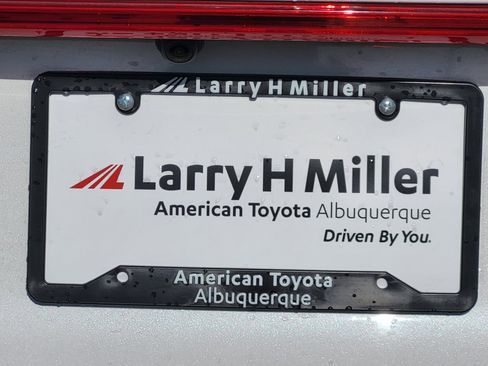 Larry H Miller
Larry H Miller
American Toyota Albuquerque
Driven By You.
American Toyota
Albuquerque